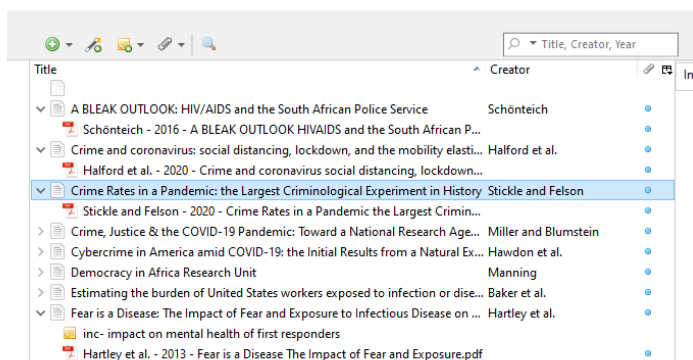 Title, Creator, Year
Title Creator In
A BLEAK OUTLOOK: HIV/AIDS and the South African Police Service Schönteich
Schönteich - 2016 - A BLEAK OUTLOOK HIVAIDS and the South African P...
Crime and coronavirus: social distancing, lockdown, and the mobility elasti... Halford et al.
Halford et al. - 2020 - Crime and coronavirus social distancing, lockdown...
Crime Rates in a Pandemic: the Largest Criminological Experiment in History Stickle and Felson
Stickle and Felson - 2020 - Crime Rates in a Pandemic the Largest Crimin...
Crime, Justice & the COVID-19 Pandemic: Toward a National Research Age... Miller and Blumstein
Cybercrime in America amid COVID-19: the Initial Results from a Natural Ex... Hawdon et al.
Democracy in Africa Research Unit Manning
Estimating the burden of United States workers exposed to infection or dise... Baker et al.
Fear is a Disease: The Impact of Fear and Exposure to Infectious Disease on ... Hartley et al.
inc- impact on mental health of first responders
Hartley et al. - 2013 - Fear is a Disease The Impact of Fear and Exposure.pdf